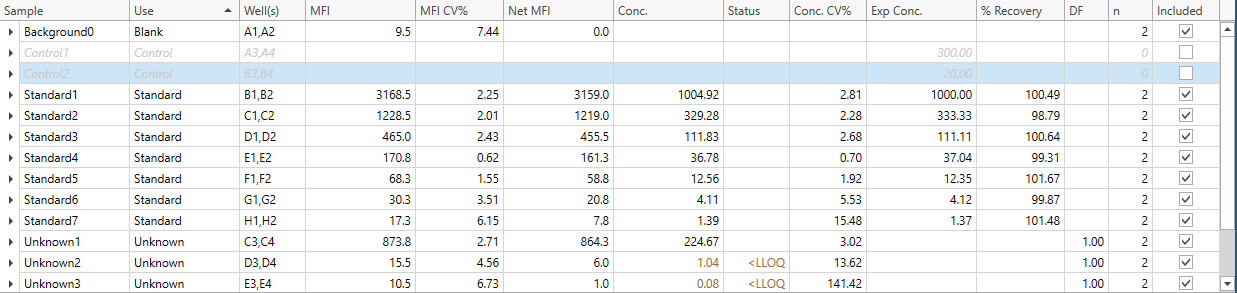 Sample Use Well(s) MFI MFI CV% Net MFI Conc. Status Conc. CV% Exp Conc. % Recovery DF n Included
Background0 Blank A1,A2 9.5 7.44 0.0 2
Control1 Control A3,A4 300.00 0
Control2 Control B3,B4 20.00 0
Standard1 Standard B1,B2 3168.5 2.25 3159.0 1004.92 2.81 1000.00 100.49 2
Standard2 Standard C1,C2 1228.5 2.01 1219.0 329.28 2.28 333.33 98.79 2
Standard3 Standard D1,D2 465.0 2.43 455.5 111.83 2.68 111.11 100.64 2
Standard4 Standard E1,E2 170.8 0.62 161.3 36.78 0.70 37.04 99.31 2
Standard5 Standard F1,F2 68.3 1.55 58.8 12.56 1.92 12.35 101.67 2
Standard6 Standard G1,G2 30.3 3.51 20.8 4.11 5.53 4.12 99.87 2
Standard7 Standard H1,H2 17.3 6.15 7.8 1.39 15.48 1.37 101.48 2
Unknown1 Unknown C3,C4 873.8 2.71 864.3 224.67 3.02 1.00 2
Unknown2 Unknown D3,D4 15.5 4.56 6.0 1.04 <LLOQ 13.62 1.00 2
Unknown3 Unknown E3,E4 10.5 6.73 1.0 0.08 <LLOQ 141.42 1.00 2